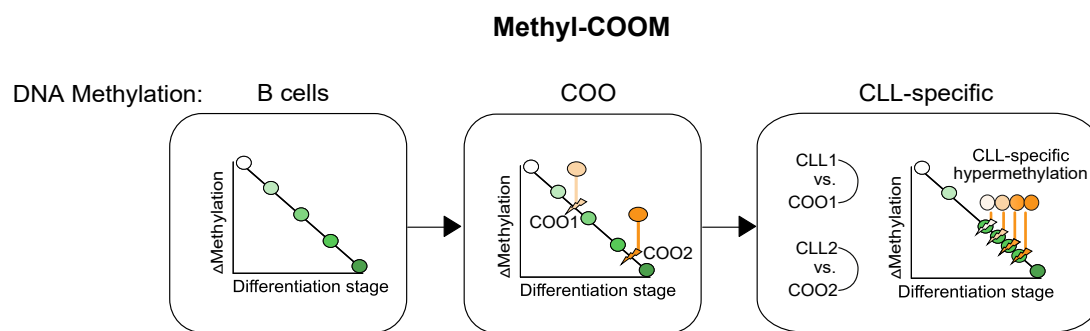 Methyl-COOM
DNA Methylation:
B cells
COO
CLL-specific
ΔMethylation
Differentiation stage
ΔMethylation
COO1
COO2
Differentiation stage
CLL1
vs.
COO1
CLL2
vs.
COO2
CLL-specific
hypermethylation
ΔMethylation
Differentiation stage